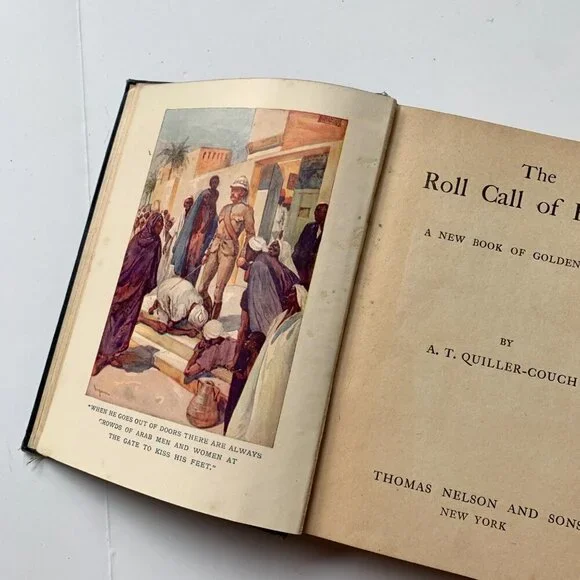 "WHEN HE GOES OUT OF DOORS THERE ARE ALWAYS
CROWDS OF ARAB MEN AND WOMEN AT
THE GATE TO KISS HIS FEET."
The
Roll Call of
A NEW BOOK OF GOLDEN
BY
A. T. QUILLER-COUCH
THOMAS NELSON AND SONS
NEW YORK